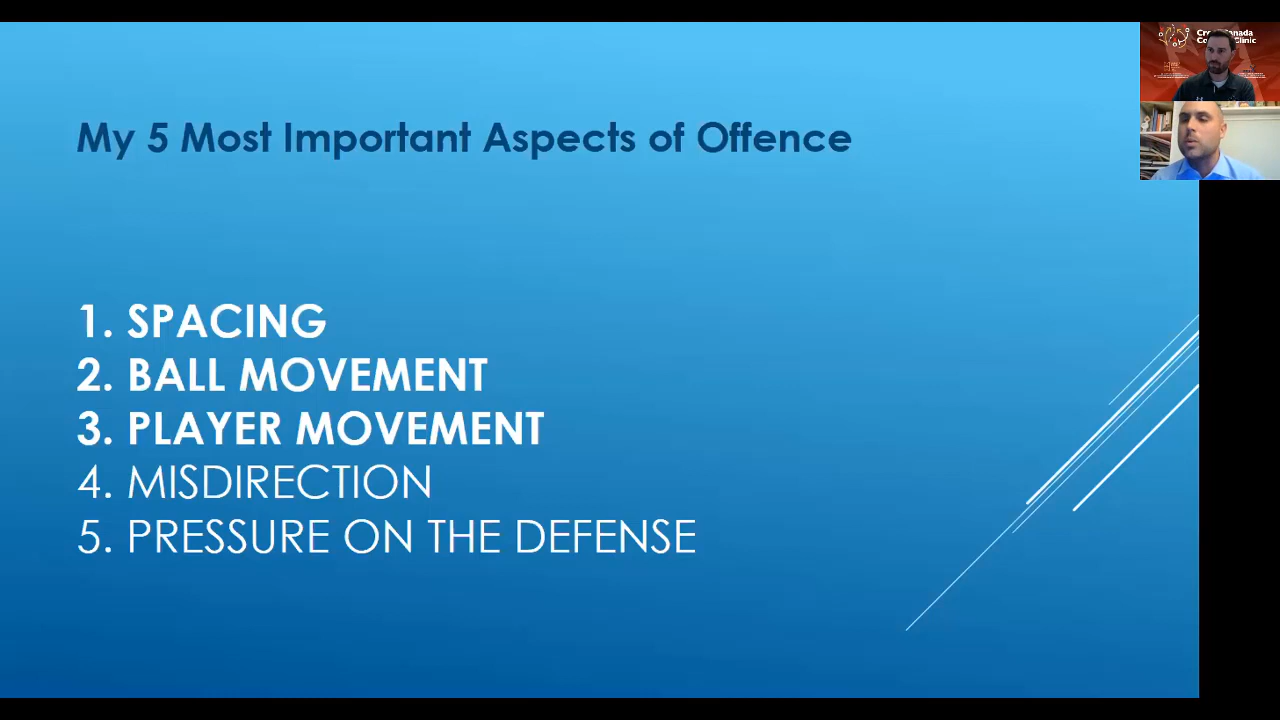 My 5 Most Important Aspects of Offence
1. SPACING
2. BALL MOVEMENT
3. PLAYER MOVEMENT
4. MISDIRECTION
5. PRESSURE ON THE DEFENSE